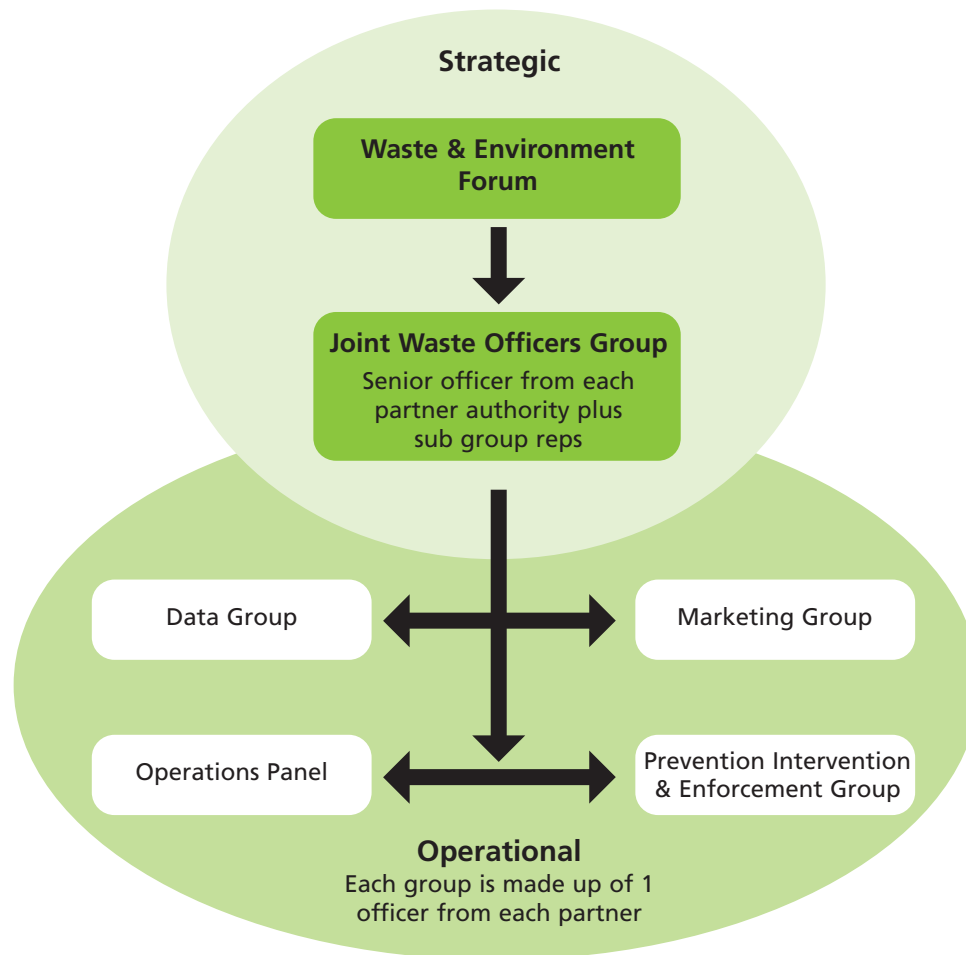 Strategic
Waste & Environment
Forum
Joint Waste Officers Group
Senior officer from each
partner authority plus
sub group reps
Data Group
Marketing Group
Operations Panel
Prevention Intervention
& Enforcement Group
Operational
Each group is made up of 1
officer from each partner